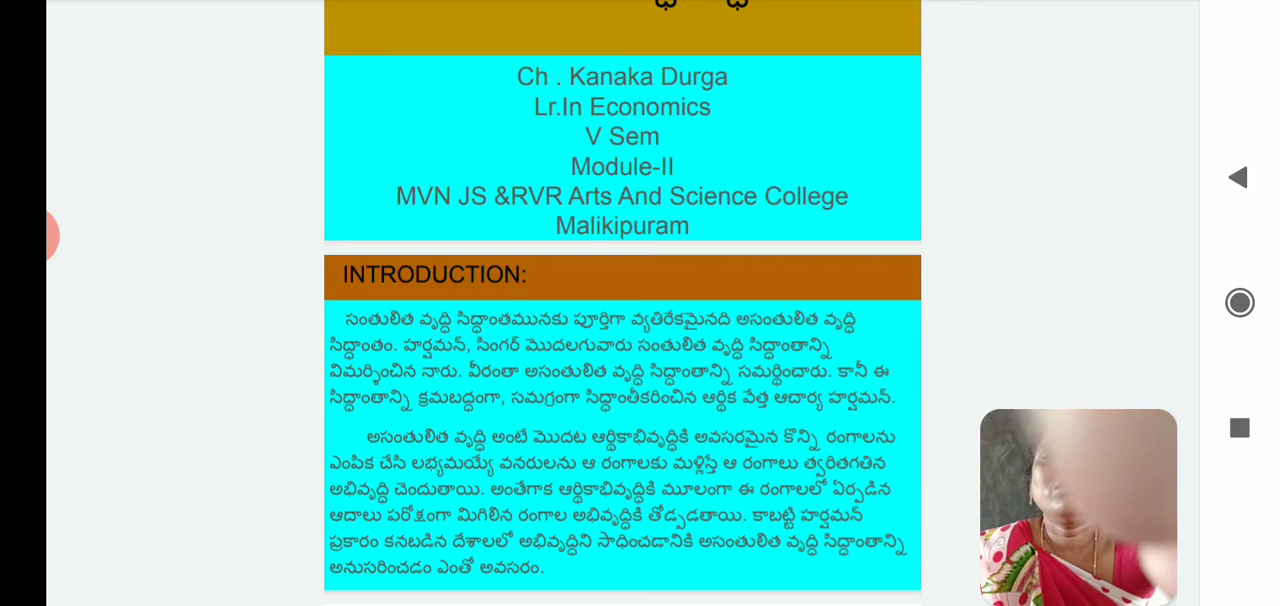 Ch . Kanaka Durga
Lr.In Economics
V Sem
Module-II
MVN JS &RVR Arts And Science College
Malikipuram
INTRODUCTION:
సంతులిత వృద్ధి సిద్ధాంతమునకు పూర్తిగా వ్యతిరేకమైనది అసంతులిత వృద్ధి
సిద్ధాంతం. హర్షమన్, సింగర్ మొదలగువారు సంతులిత వృద్ధి సిద్ధాంతాన్ని
విమర్శించిన నారు. వీరంతా అసంతులిత వృద్ధి సిద్ధాంతాన్ని సమర్థించారు. కానీ ఈ
సిద్ధాంతాన్ని క్రమబద్ధంగా, సమగ్రంగా సిద్ధాంతీకరించిన ఆర్థిక వేత్త ఆచార్య హర్షమన్.
అసంతులిత వృద్ధి అంటే మొదట ఆర్థికాభివృద్ధికి అవసరమైన కొన్ని రంగాలను
ఎంపిక చేసి లభ్యమయ్యే వనరులను ఆ రంగాలకు మళ్లిస్తే ఆ రంగాలు త్వరితగతిన
అభివృద్ధి చెందుతాయి. అంతేగాక ఆర్థికాభివృద్ధికి మూలంగా ఈ రంగాలలో ఏర్పడిన
ఆదాలు పరోక్షంగా మిగిలిన రంగాల అభివృద్ధికి తోడ్పడతాయి. కాబట్టి హర్షమన్
ప్రకారం కనబడిన దేశాలలో అభివృద్ధిని సాధించడానికి అసంతులిత వృద్ధి సిద్ధాంతాన్ని
అనుసరించడం ఎంతో అవసరం.